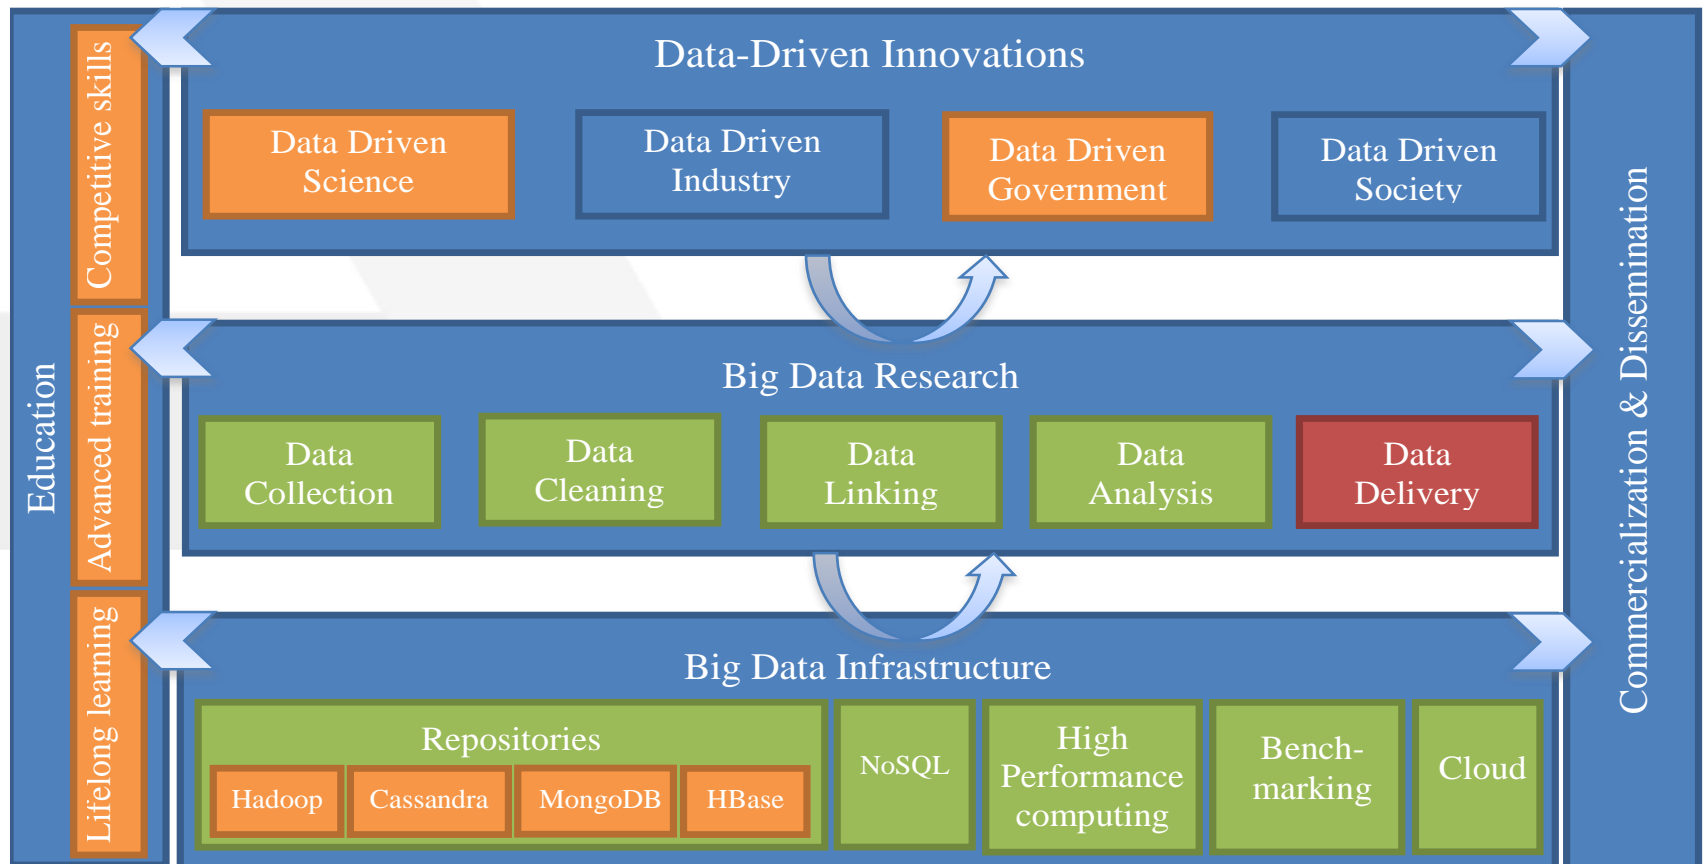 Education
Competitive skills
Advanced training
Lifelong learning
Data-Driven Innovations
Data Driven
Science
Data Driven
Industry
Data Driven
Government
Data Driven
Society
Big Data Research
Data
Collection
Data
Cleaning
Data
Linking
Data
Analysis
Data
Delivery
Big Data Infrastructure
Repositories
Hadoop
Cassandra
MongoDB
HBase
NoSQL
High
Performance
computing
Bench-
marking
Cloud
Commercialization & Dissemination